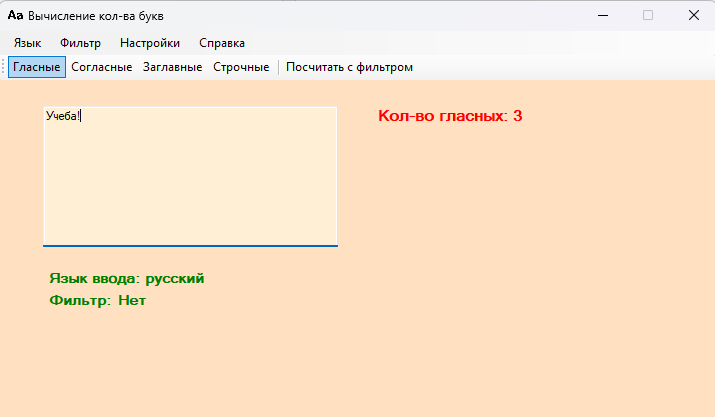 Aa Вычисление кол-ва букв
Язык Фильтр Настройки Справка
Гласные Согласные Заглавные Строчные Посчитать с фильтром
Учеба!
Кол-во гласных: 3
Язык ввода: русский
Фильтр: Нет